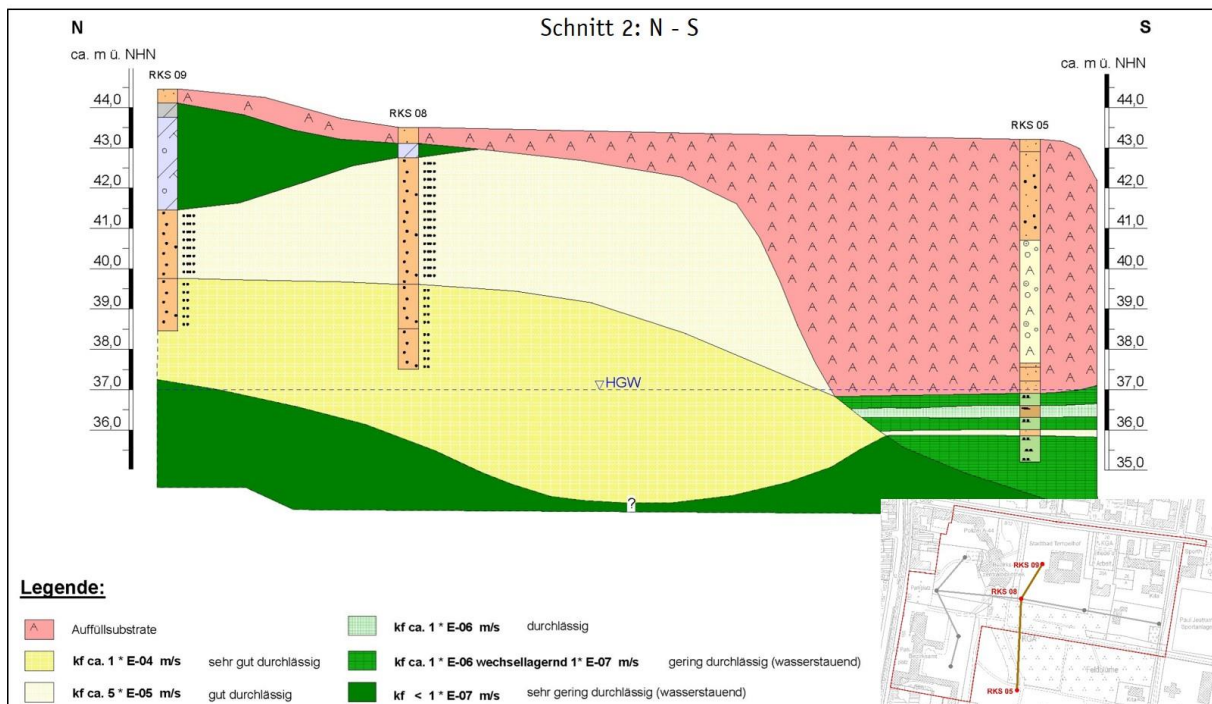 Schnitt 2: N - S
N
S
ca. m ü. NHN
ca. m ü. NHN
RKS 09
RKS 08
RKS 05
44,0
43,0
42,0
41,0
40,0
39,0
38,0
37,0
36,0
44,0
43,0
42,0
41,0
40,0
39,0
38,0
37,0
36,0
35,0
HGW
?
Legende:
Auffüllsubstrate
kf ca. 1 * E-04 m/s sehr gut durchlässig
kf ca. 5 * E-05 m/s gut durchlässig
kf ca. 1 * E-06 m/s durchlässig
kf ca. 1 * E-06 wechsellagernd 1* E-07 m/s gering durchlässig (wasserstauend)
kf < 1 * E-07 m/s sehr gering durchlässig (wasserstauend)
Stadtbad Tempelhof
RKS 09
RKS 08
RKS 05